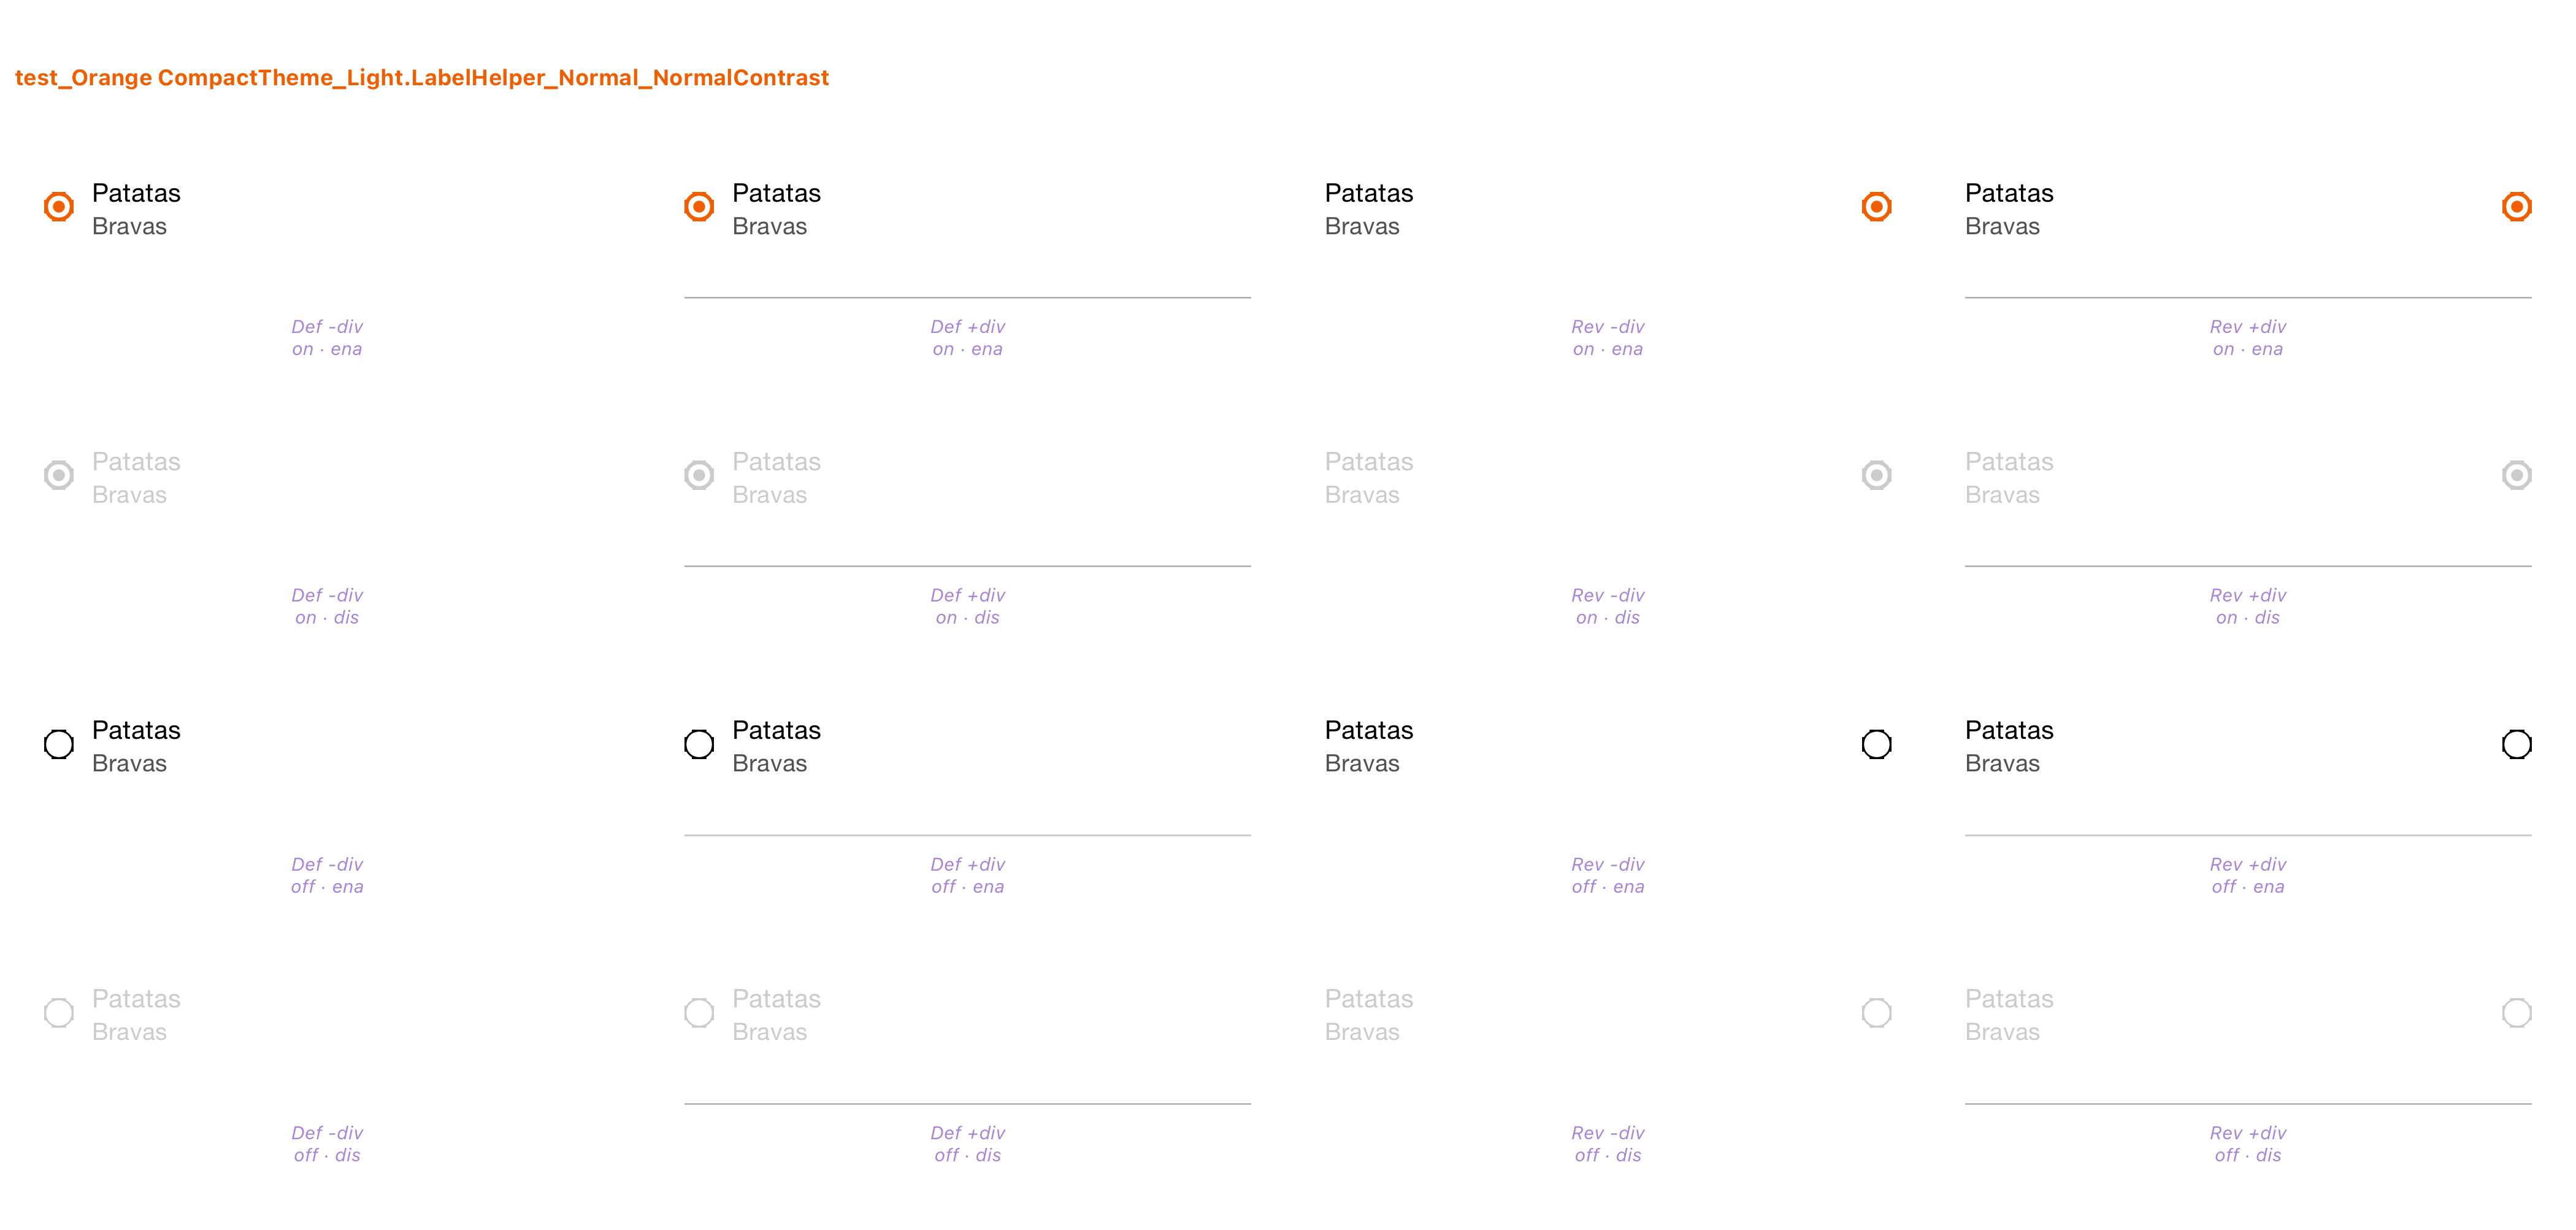 test_Orange CompactTheme_Light.LabelHelper_Normal_NormalContrast
Patatas
Bravas
Def -div
on · ena
Patatas
Bravas
Def +div
on · ena
Patatas
Bravas
Rev -div
on · ena
Patatas
Bravas
Rev +div
on · ena
Patatas
Bravas
Def -div
on · dis
Patatas
Bravas
Def +div
on · dis
Patatas
Bravas
Rev -div
on · dis
Patatas
Bravas
Rev +div
on · dis
Patatas
Bravas
Def -div
off · ena
Patatas
Bravas
Def +div
off · ena
Patatas
Bravas
Rev -div
off · ena
Patatas
Bravas
Rev +div
off · ena
Patatas
Bravas
Def -div
off · dis
Patatas
Bravas
Def +div
off · dis
Patatas
Bravas
Rev -div
off · dis
Patatas
Bravas
Rev +div
off · dis